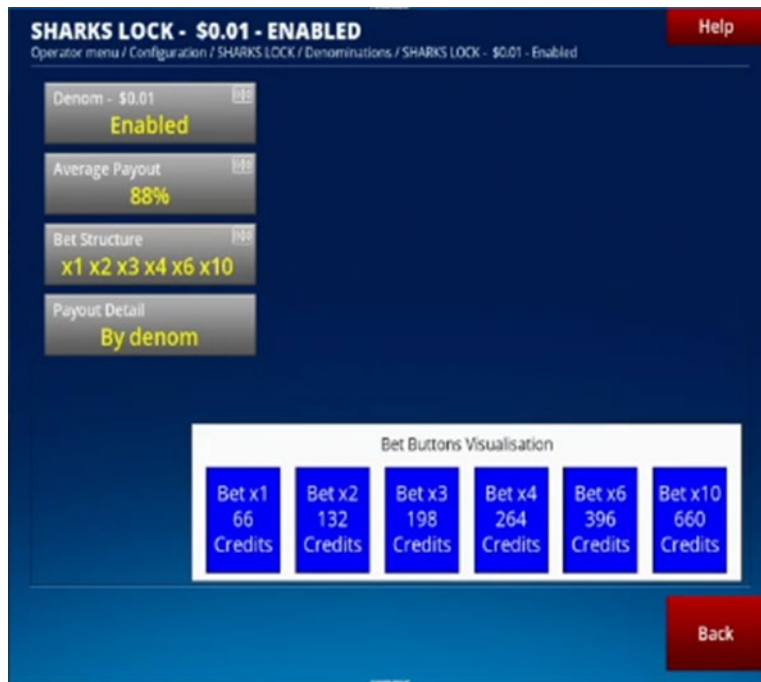 SHARKS LOCK - $0.01 - ENABLED
Help
Operator menu / Configuration / SHARKS LOCK / Denominations / SHARKS LOCK - $0.01 - Enabled
Denom - $0.01
Enabled
Average Payout
88%
Bet Structure
x1 x2 x3 x4 x6 x10
Payout Detail
By denom
Bet Buttons Visualisation
Bet x1
66
Credits
Bet x2
132
Credits
Bet x3
198
Credits
Bet x4
264
Credits
Bet x6
396
Credits
Bet x10
660
Credits
Back